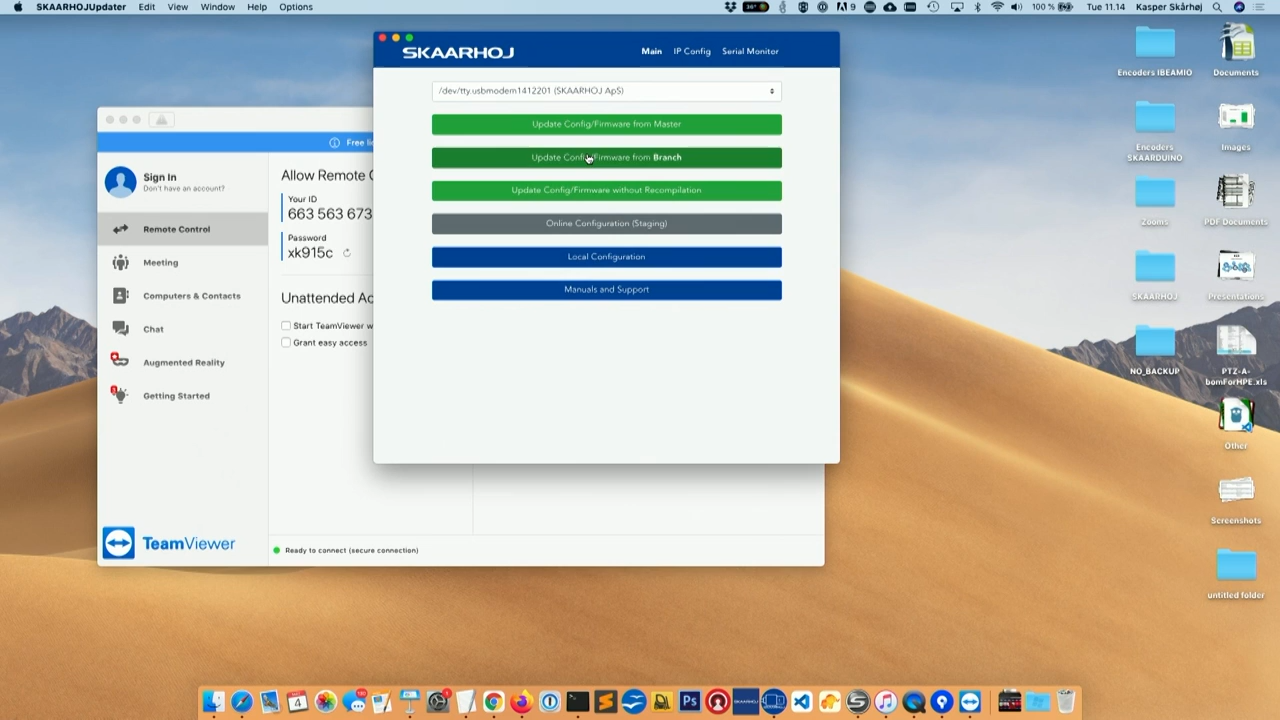 SKAARHOJUpdater Edit View Window Help Options
36°
9
100 %
Tue 11.14 Kasper Skårhøj
SKAARHOJ
Main IP Config Serial Monitor
/dev/tty.usbmodem1412201 (SKAARHOJ ApS)
Update Config/Firmware from Master
Update Config/Firmware from Branch
Update Config/Firmware without Recompilation
Online Configuration (Staging)
Local Configuration
Manuals and Support
Sign In
Don't have an account?
Remote Control
Meeting
Computers & Contacts
Chat
Augmented Reality
Getting Started
TeamViewer
Your ID
663 563 673
Password
xk915c
Start TeamViewer
Grant easy access
Ready to connect (secure connection)
Encoders IBEAMIO
Documents
Encoders
SKAARDUINO
Images
Zooms
PDF Documents
SKAARHOJ
Presentations
NO_BACKUP
PTZ-A-
bomForHPE.xls
Other
Screenshots
untitled folder
4
Ps
SKAARHOJ